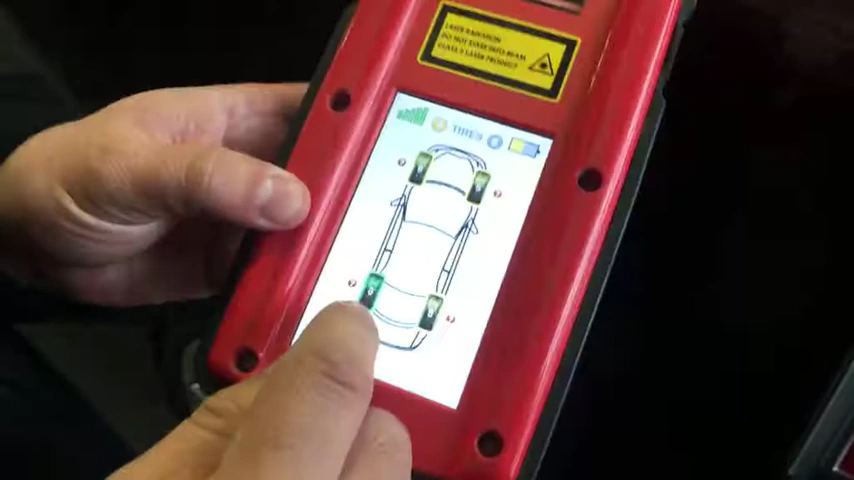 LASER RADIATION
DO NOT STARE INTO BEAM
CLASS 2 LASER PRODUCT
TIRES
?
?
?
?